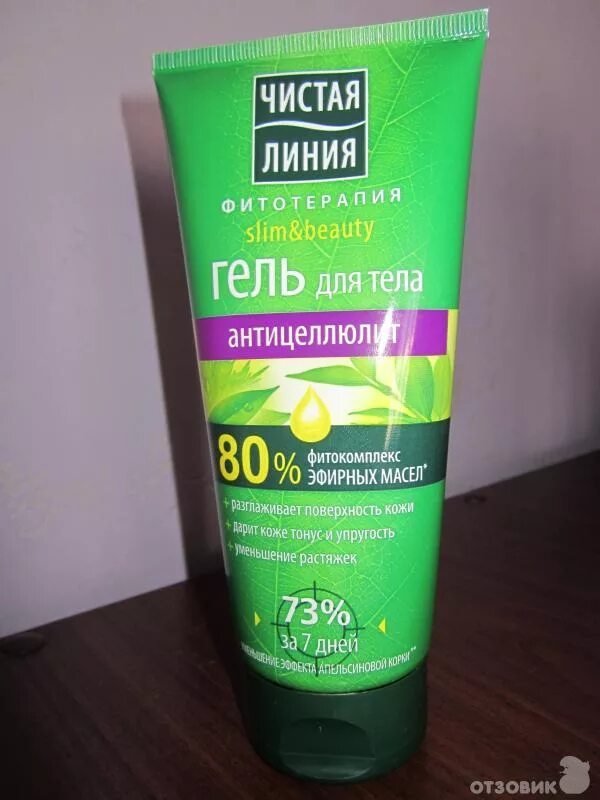 ЧИСТАЯ
ЛИНИЯ
ФИТОТЕРАПИЯ
slim&beauty
гель для тела
антицеллюлит
80% фитокомплекс
ЭФИРНЫХ МАСЕЛ*
+ разглаживает поверхность кожи
+ дарит коже тонус и упругость
+ уменьшение растяжек
73%
за 7 дней
УМЕНЬШЕНИЕ ЭФФЕКТА АПЕЛЬСИНОВОЙ КОРКИ**
ОТЗОВИК